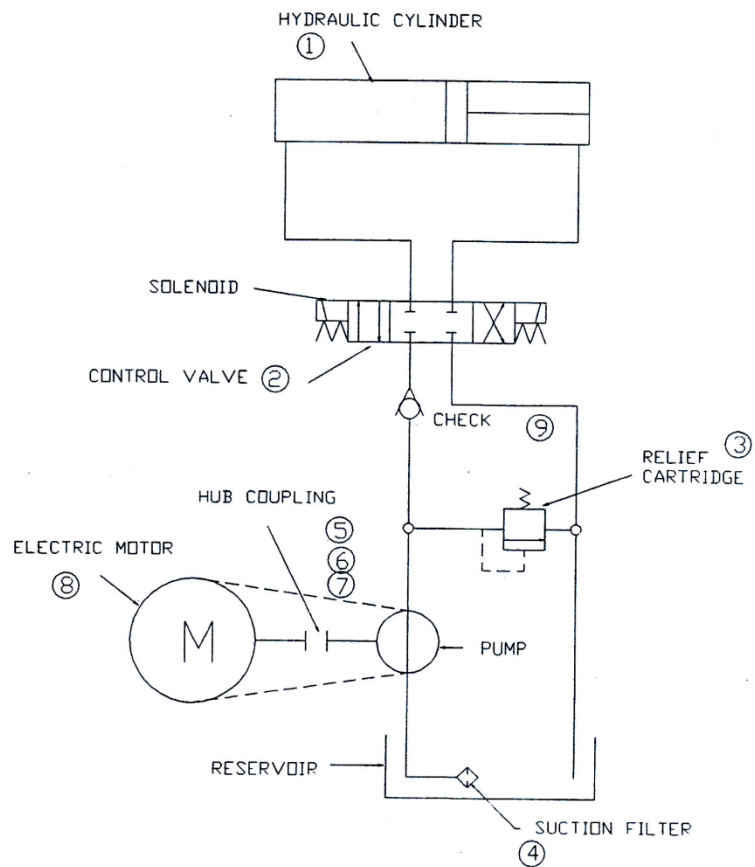 HYDRAULIC CYLINDER
1
SOLENOID
CONTROL VALVE 2
CHECK
9
3
RELIEF
CARTRIDGE
HUB COUPLING
5
6
7
ELECTRIC MOTOR
8
M
PUMP
RESERVOIR
SUCTION FILTER
4